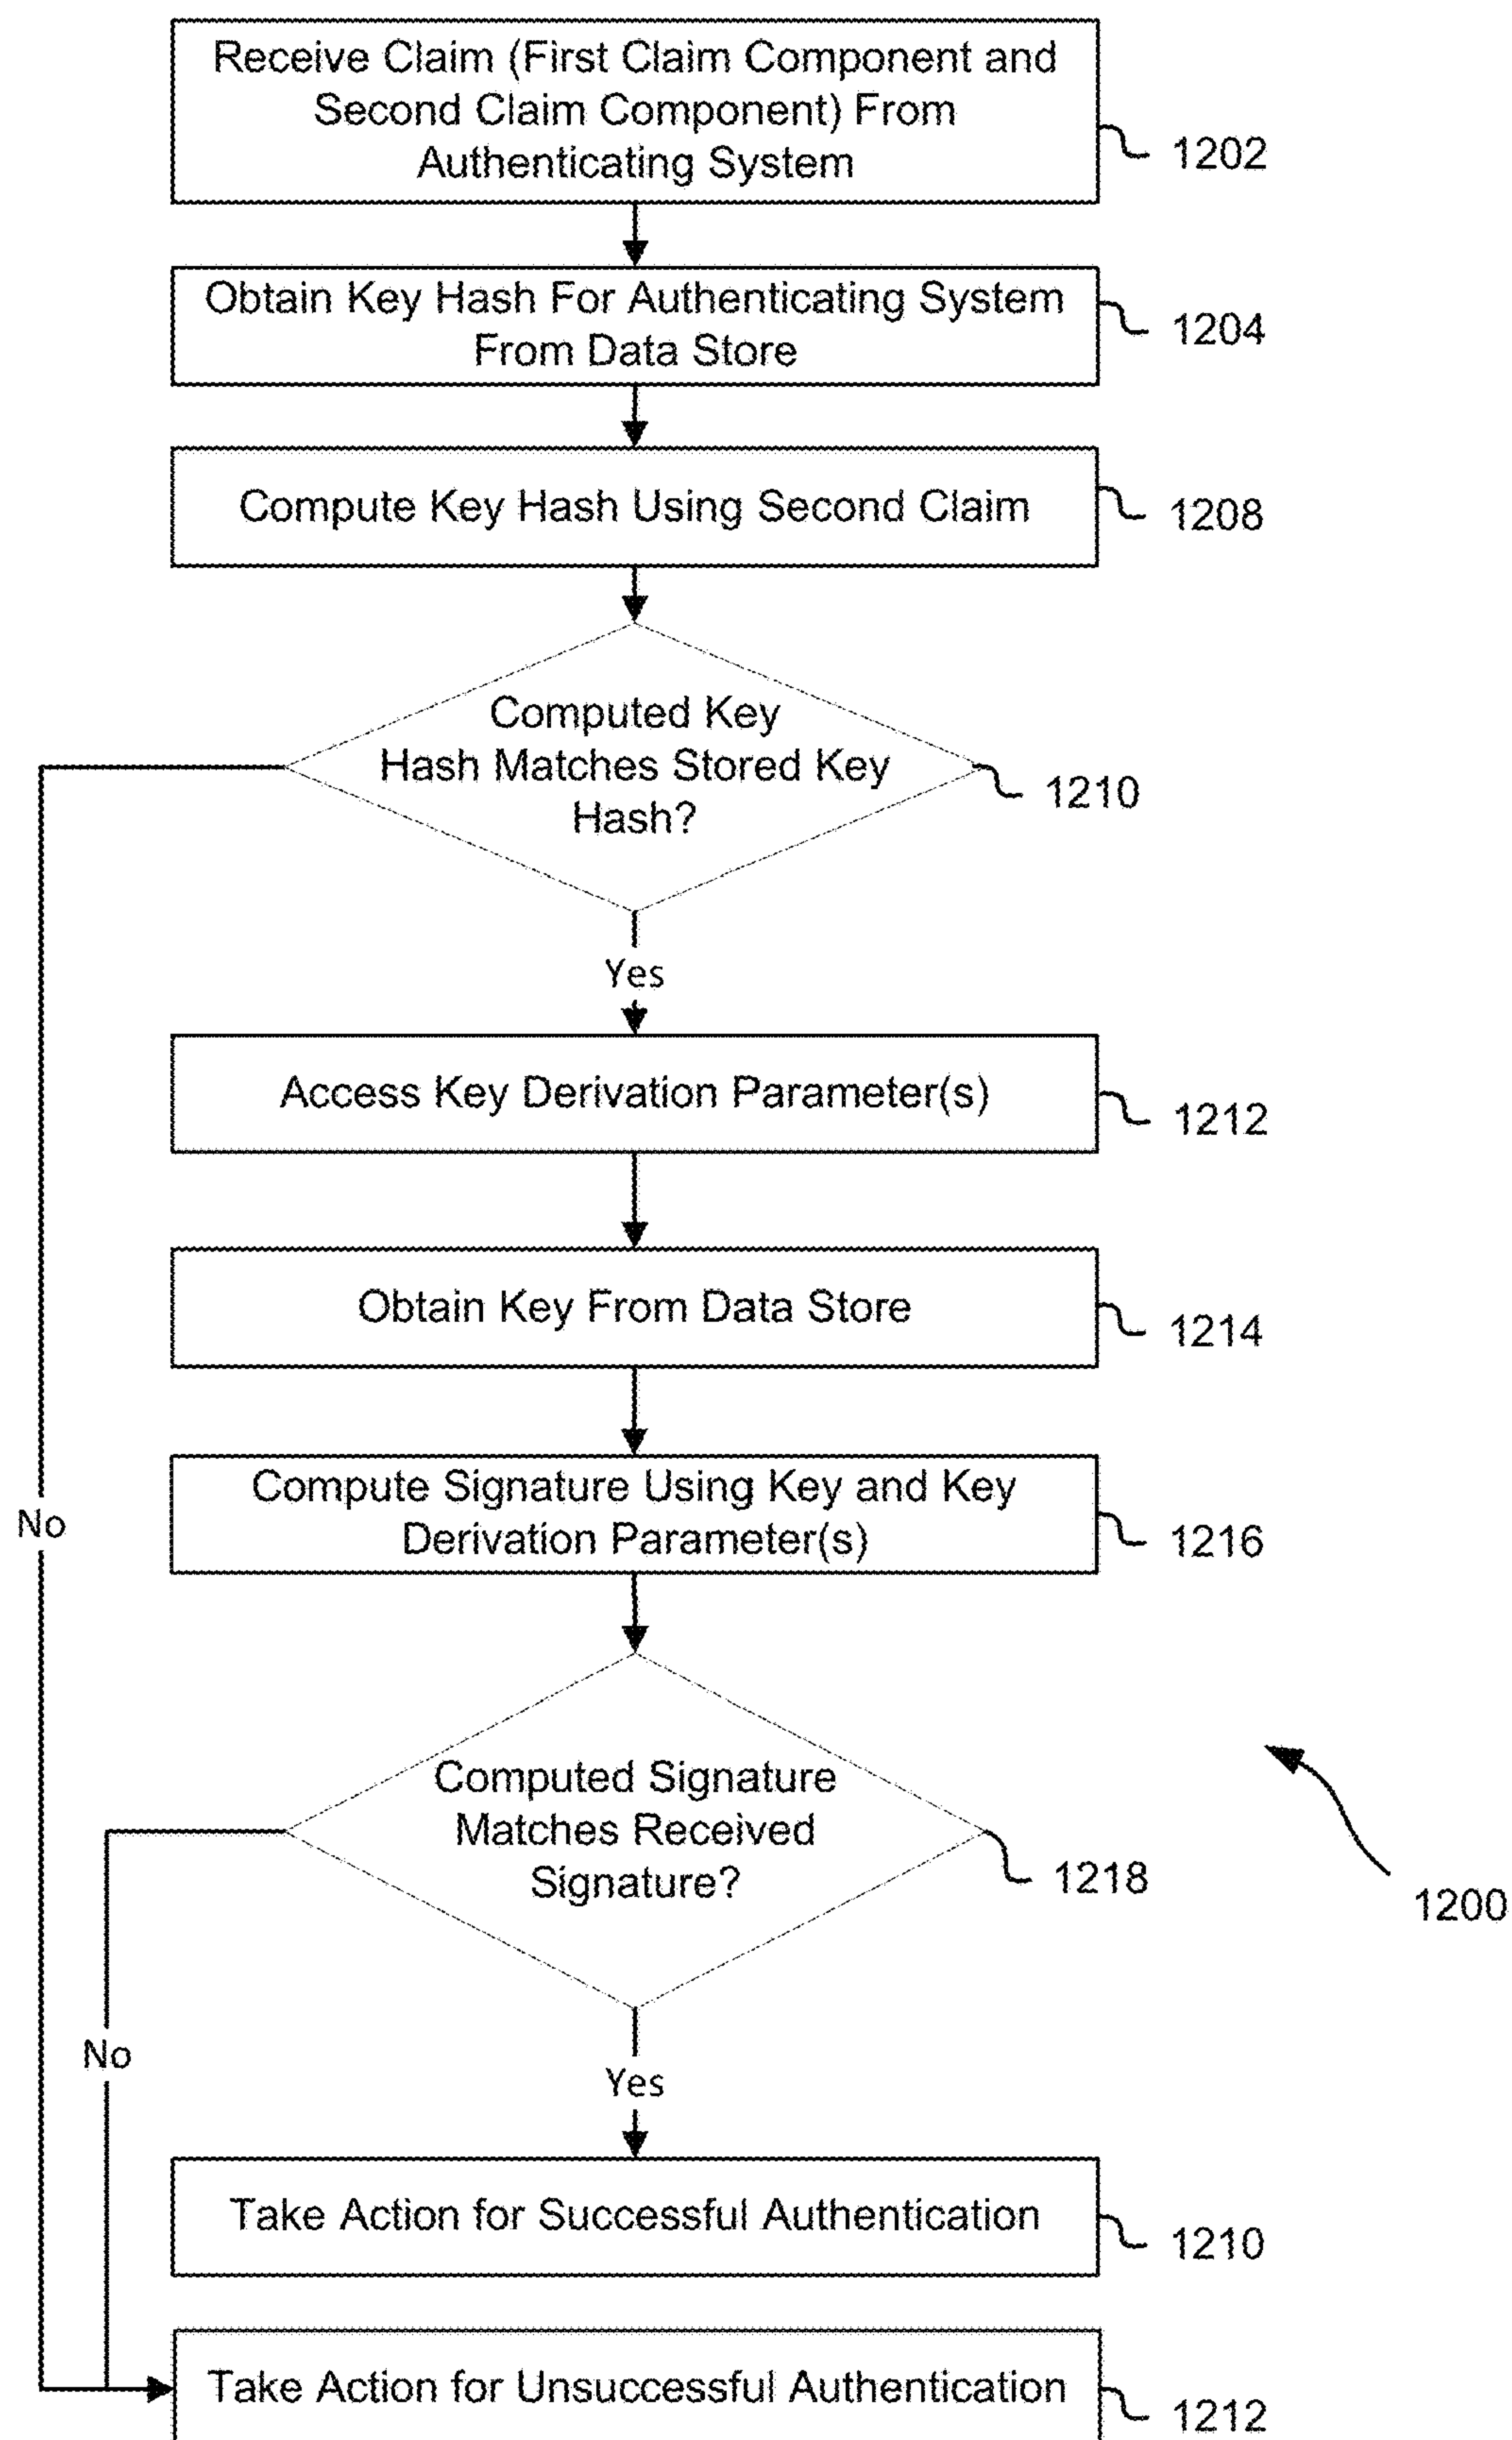 Receive Claim (First Claim Component and
Second Claim Component) From
Authenticating System
1202
Obtain Key Hash For Authenticating System
From Data Store
1204
Compute Key Hash Using Second Claim
1208
Computed Key
Hash Matches Stored Key
Hash?
1210
Yes
Access Key Derivation Parameter(s)
1212
Obtain Key From Data Store
1214
Compute Signature Using Key and Key
Derivation Parameter(s)
1216
No
Computed Signature
Matches Received
Signature?
1218
1200
No
Yes
Take Action for Successful Authentication
1210
Take Action for Unsuccessful Authentication
1212